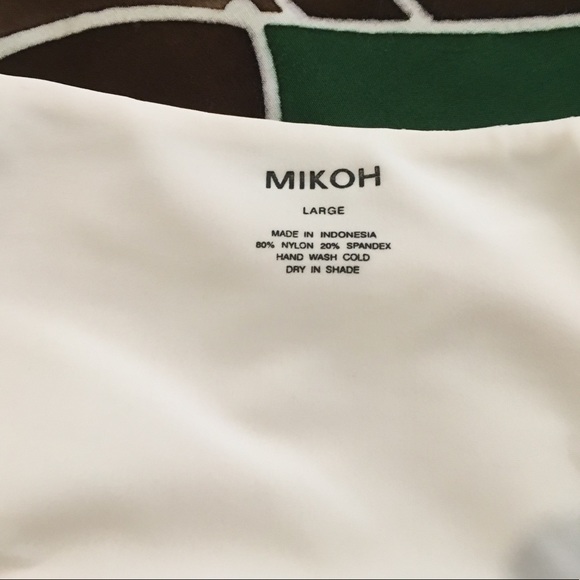 MIKOH
LARGE
MADE IN INDONESIA
80% NYLON 20% SPANDEX
HAND WASH COLD
DRY IN SHADE